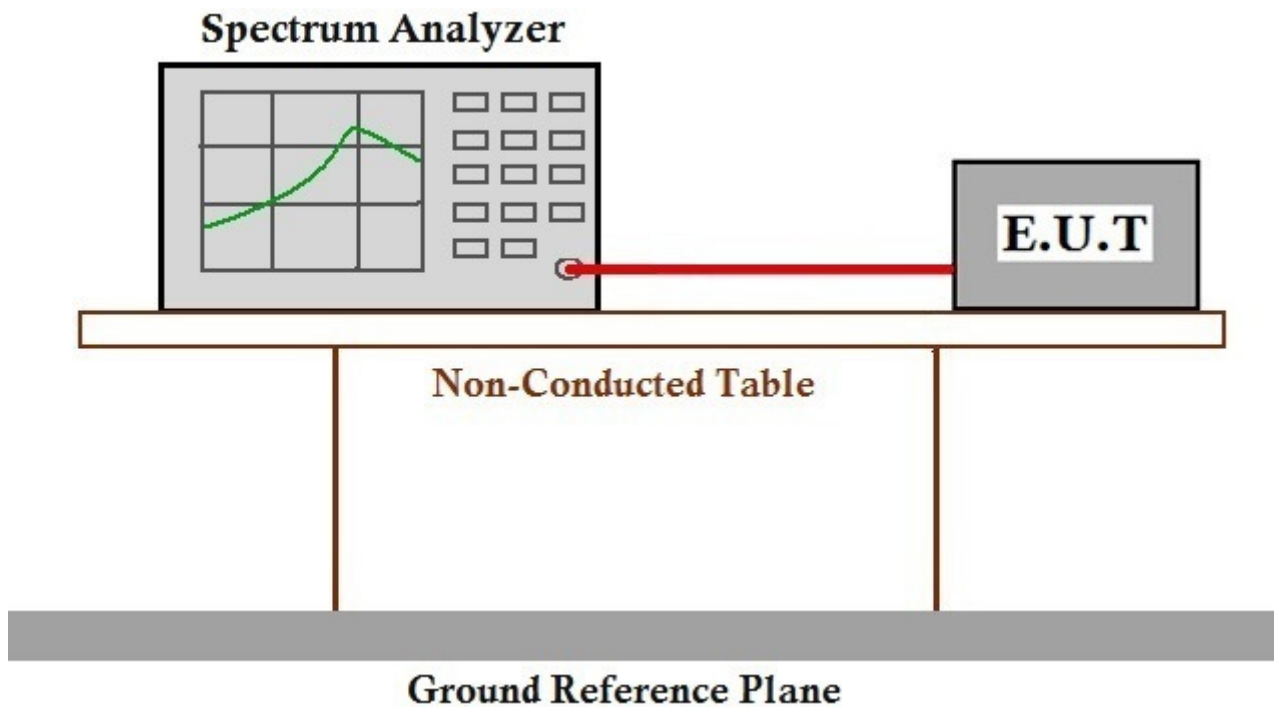 Spectrum Analyzer
E.U.T
Non-Conducted Table
Ground Reference Plane